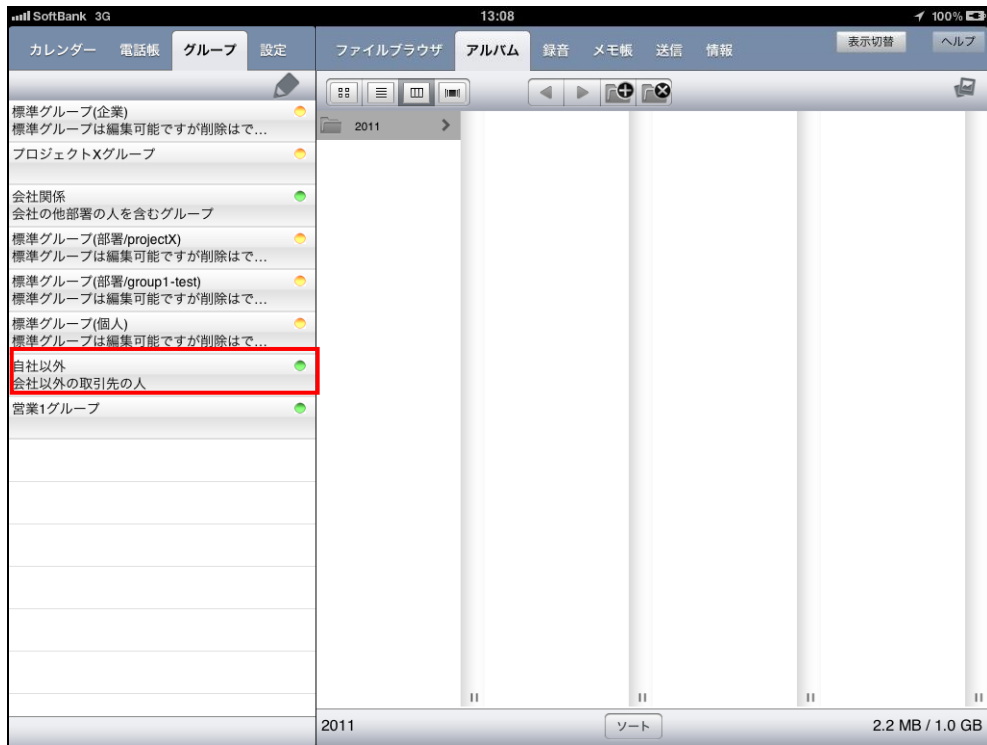 SoftBank 3G
13:08
100%
カレンダー 電話帳 グループ 設定
ファイルブラウザ アルバム 録音 メモ帳 送信 情報
表示切替 ヘルプ
標準グループ(企業)
標準グループは編集可能ですが削除はで...
プロジェクトXグループ
会社関係
会社の他部署の人を含むグループ
標準グループ(部署/projectX)
標準グループは編集可能ですが削除はで...
標準グループ(部署/group1-test)
標準グループは編集可能ですが削除はで...
標準グループ(個人)
標準グループは編集可能ですが削除はで...
自社以外
会社以外の取引先の人
営業1グループ
2011
2011
ソート
2.2 MB / 1.0 GB